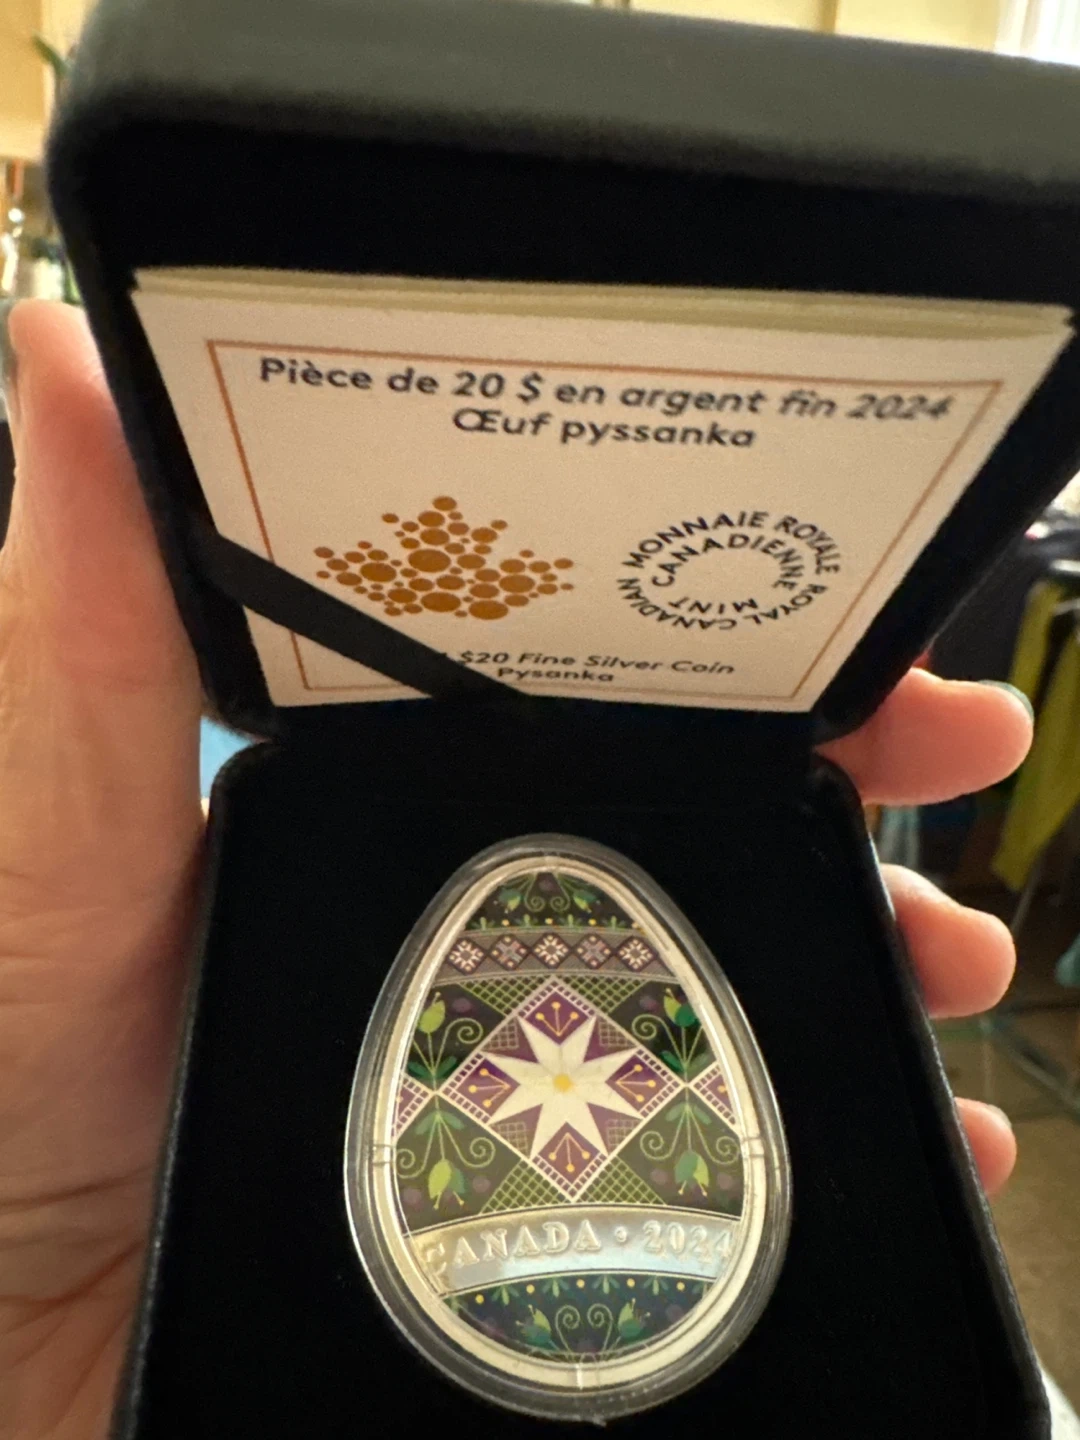 Pièce de 20 $ en argent fin 2024
Œuf pyssanka
MONNAIE ROYALE
CANADIENNE
ROYAL CANADIAN
MINT
$20 Fine Silver Coin
Pysanka
CANADA · 2024